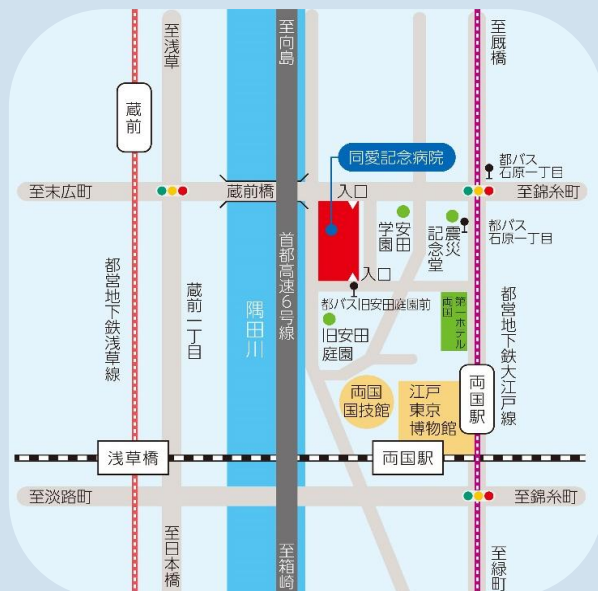 至浅草
至向島
至厩橋
蔵前
同愛記念病院
都バス
石原一丁目
至末広町
蔵前橋
入口
至錦糸町
安田
学園
震災
記念堂
都バス
石原一丁目
都営地下鉄浅草線
蔵前一丁目
隅田川
首都高速6号線
入口
都バス旧安田庭園前
旧安田
庭園
第一ホテル
両国
都営地下鉄大江戸線
両国
国技館
江戸
東京
博物館
両国駅
浅草橋
両国駅
至淡路町
至錦糸町
至日本橋
至箱崎
至緑町